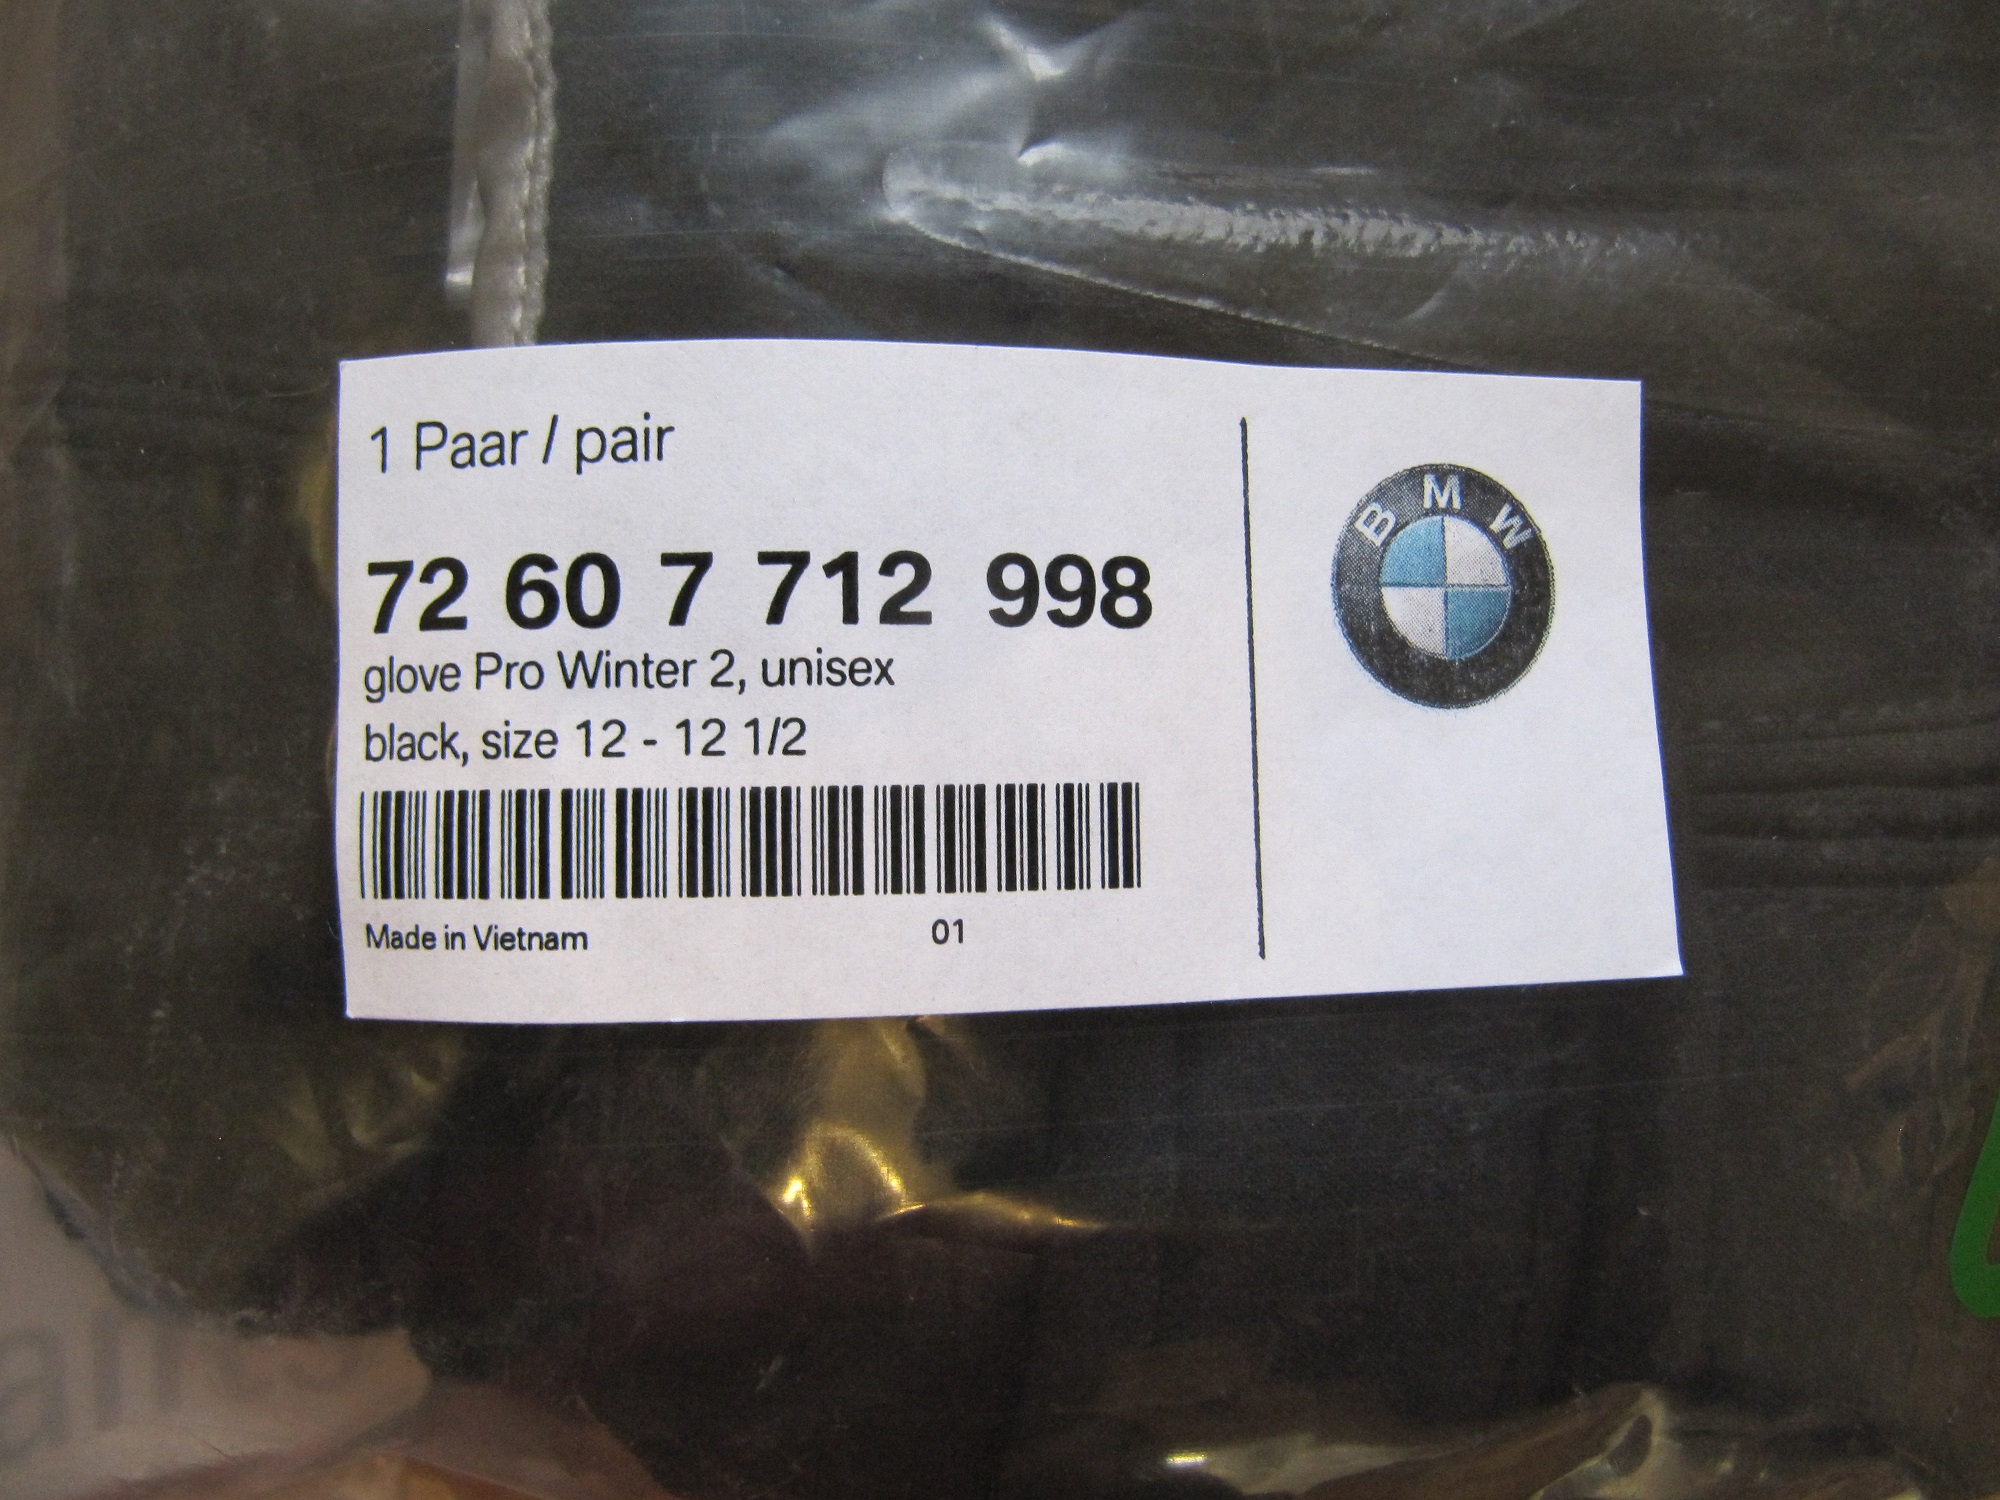 1 Paar / pair
72 60 7 712 998
glove Pro Winter 2, unisex
black, size 12 - 12 1/2
Made in Vietnam 01
BMW